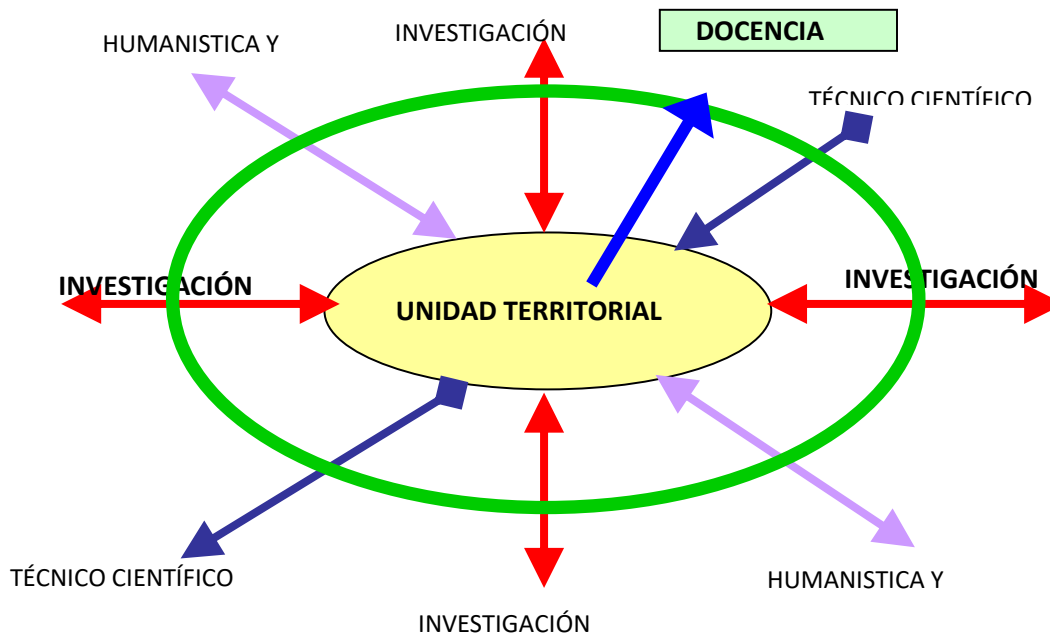 DOCENCIA
INVESTIGACIÓN
HUMANISTICA Y
TÉCNICO CIENTÍFICO
INVESTIGACIÓN
INVESTIGACIÓN
UNIDAD TERRITORIAL
TÉCNICO CIENTÍFICO
HUMANISTICA Y
INVESTIGACIÓN